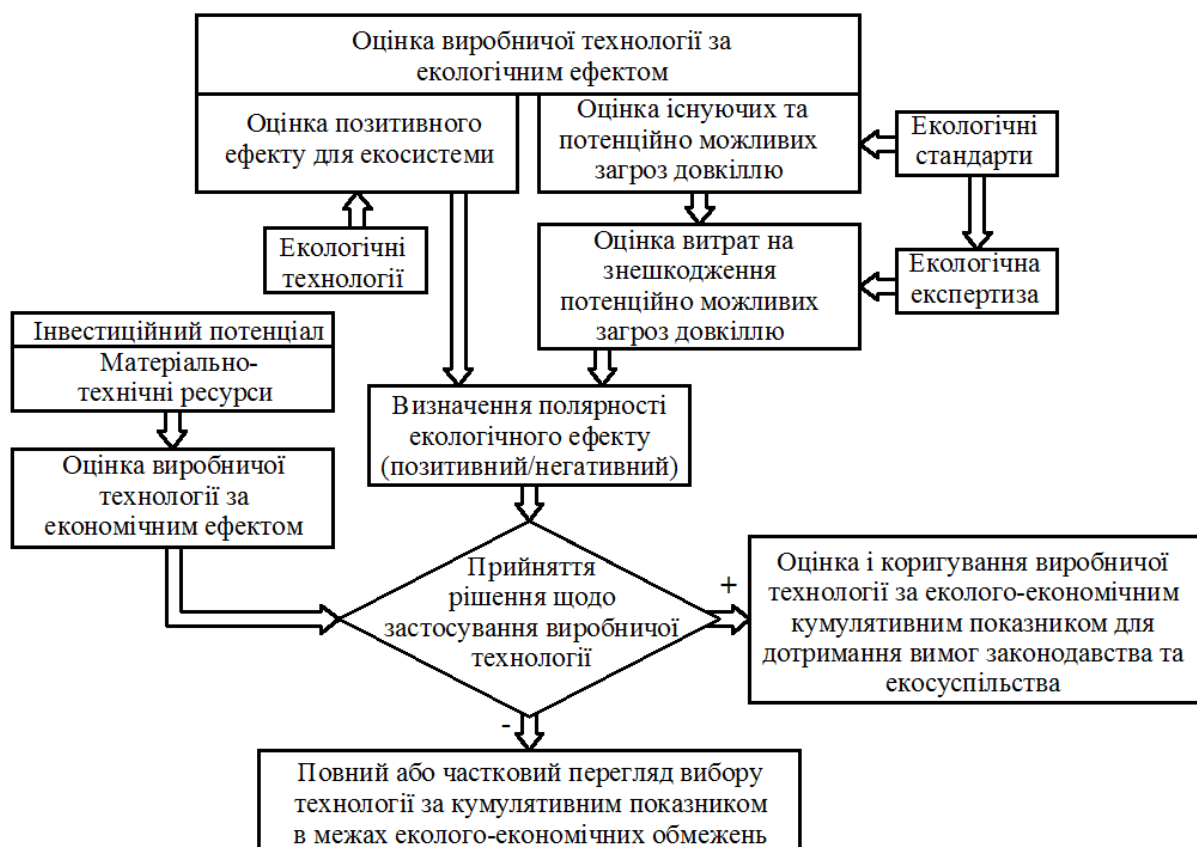 Оцінка виробничої технології за
екологічним ефектом
Оцінка позитивного
ефекту для екосистеми
Оцінка існуючих та
потенційно можливих
загроз довкіллю
Екологічні
стандарти
Екологічні
технології
Оцінка витрат на
знешкодження
потенційно можливих
загроз довкіллю
Екологічна
експертиза
Інвестиційний потенціал
Матеріально-
технічні ресурси
Визначення полярності
екологічного ефекту
(позитивний/негативний)
Оцінка виробничої
технології за
економічним ефектом
Прийняття
рішення щодо
застосування виробничої
технології
+
Оцінка і коригування виробничої
технології за еколого-економічним
кумулятивним показником для
дотримання вимог законодавства та
екосуспільства
-
Повний або частковий перегляд вибору
технології за кумулятивним показником
в межах еколого-економічних обмежень